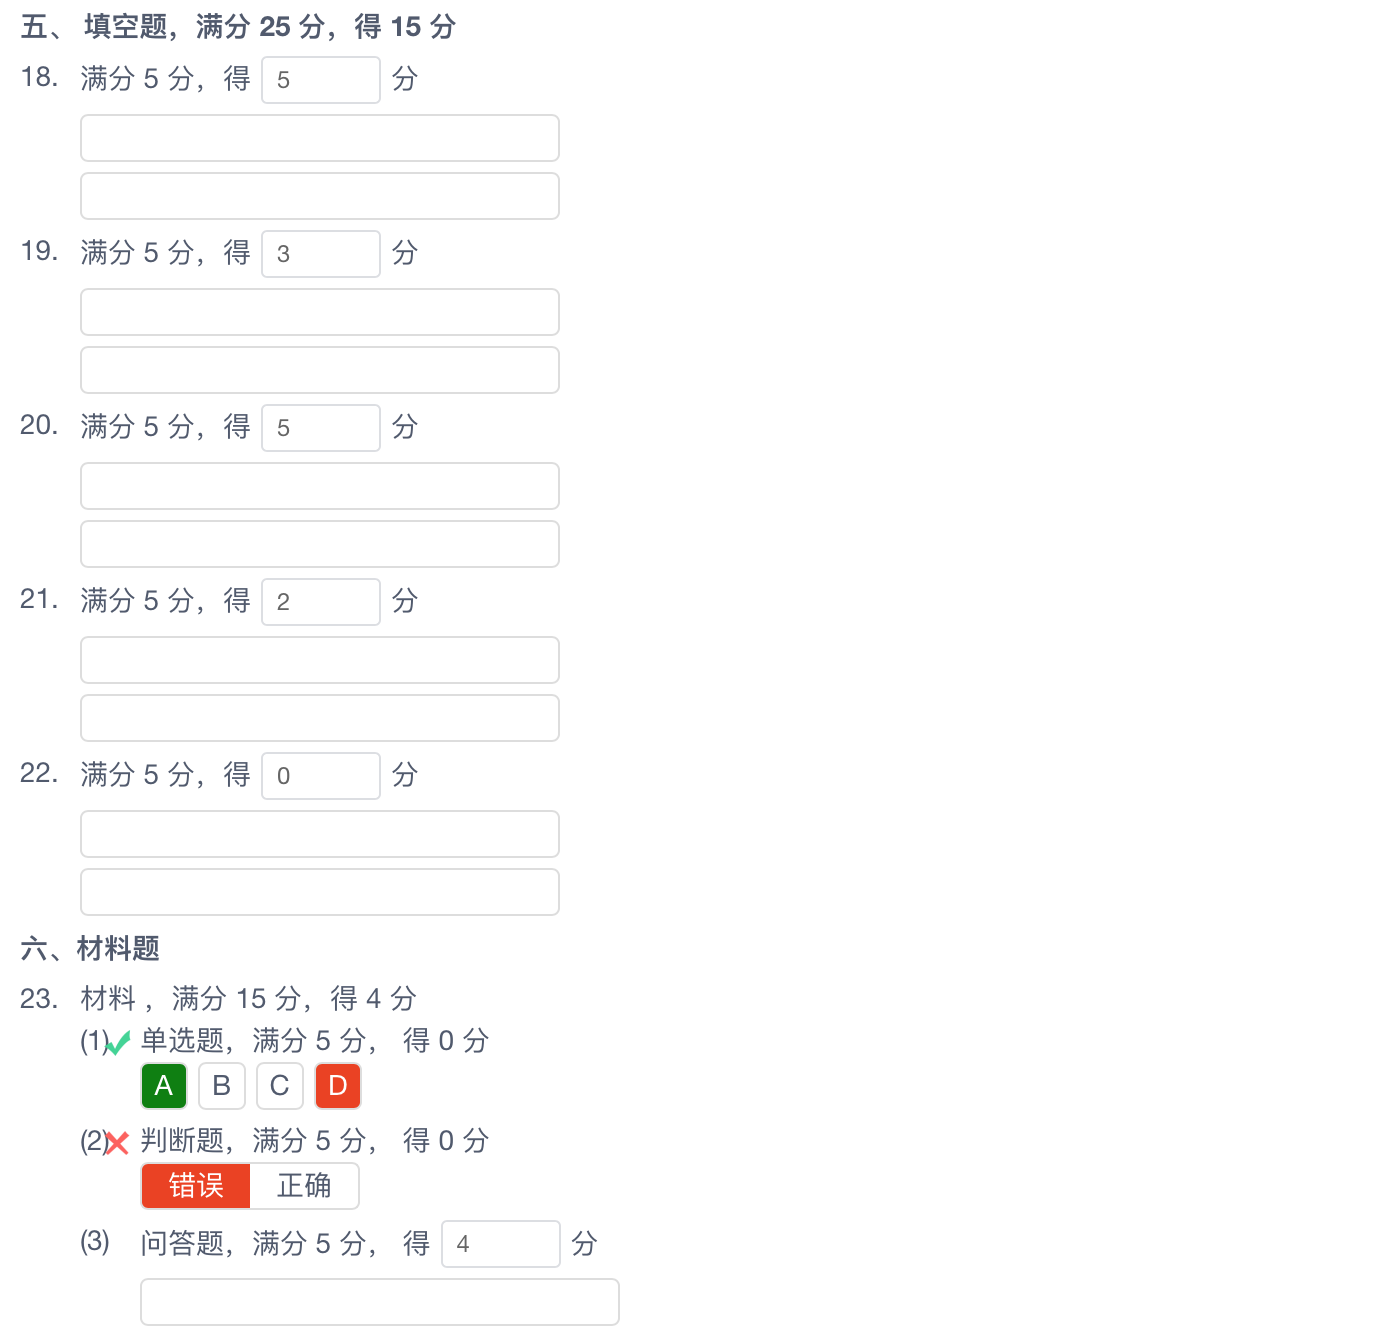 五、 填空题，满分 25 分，得 15 分
18. 满分 5 分，得 5 分
19. 满分 5 分，得 3 分
20. 满分 5 分，得 5 分
21. 满分 5 分，得 2 分
22. 满分 5 分，得 0 分
六、材料题
23. 材料 ，满分 15 分，得 4 分
(1) 单选题，满分 5 分， 得 0 分
A B C D
(2) 判断题，满分 5 分， 得 0 分
错误 正确
(3) 问答题，满分 5 分， 得 4 分